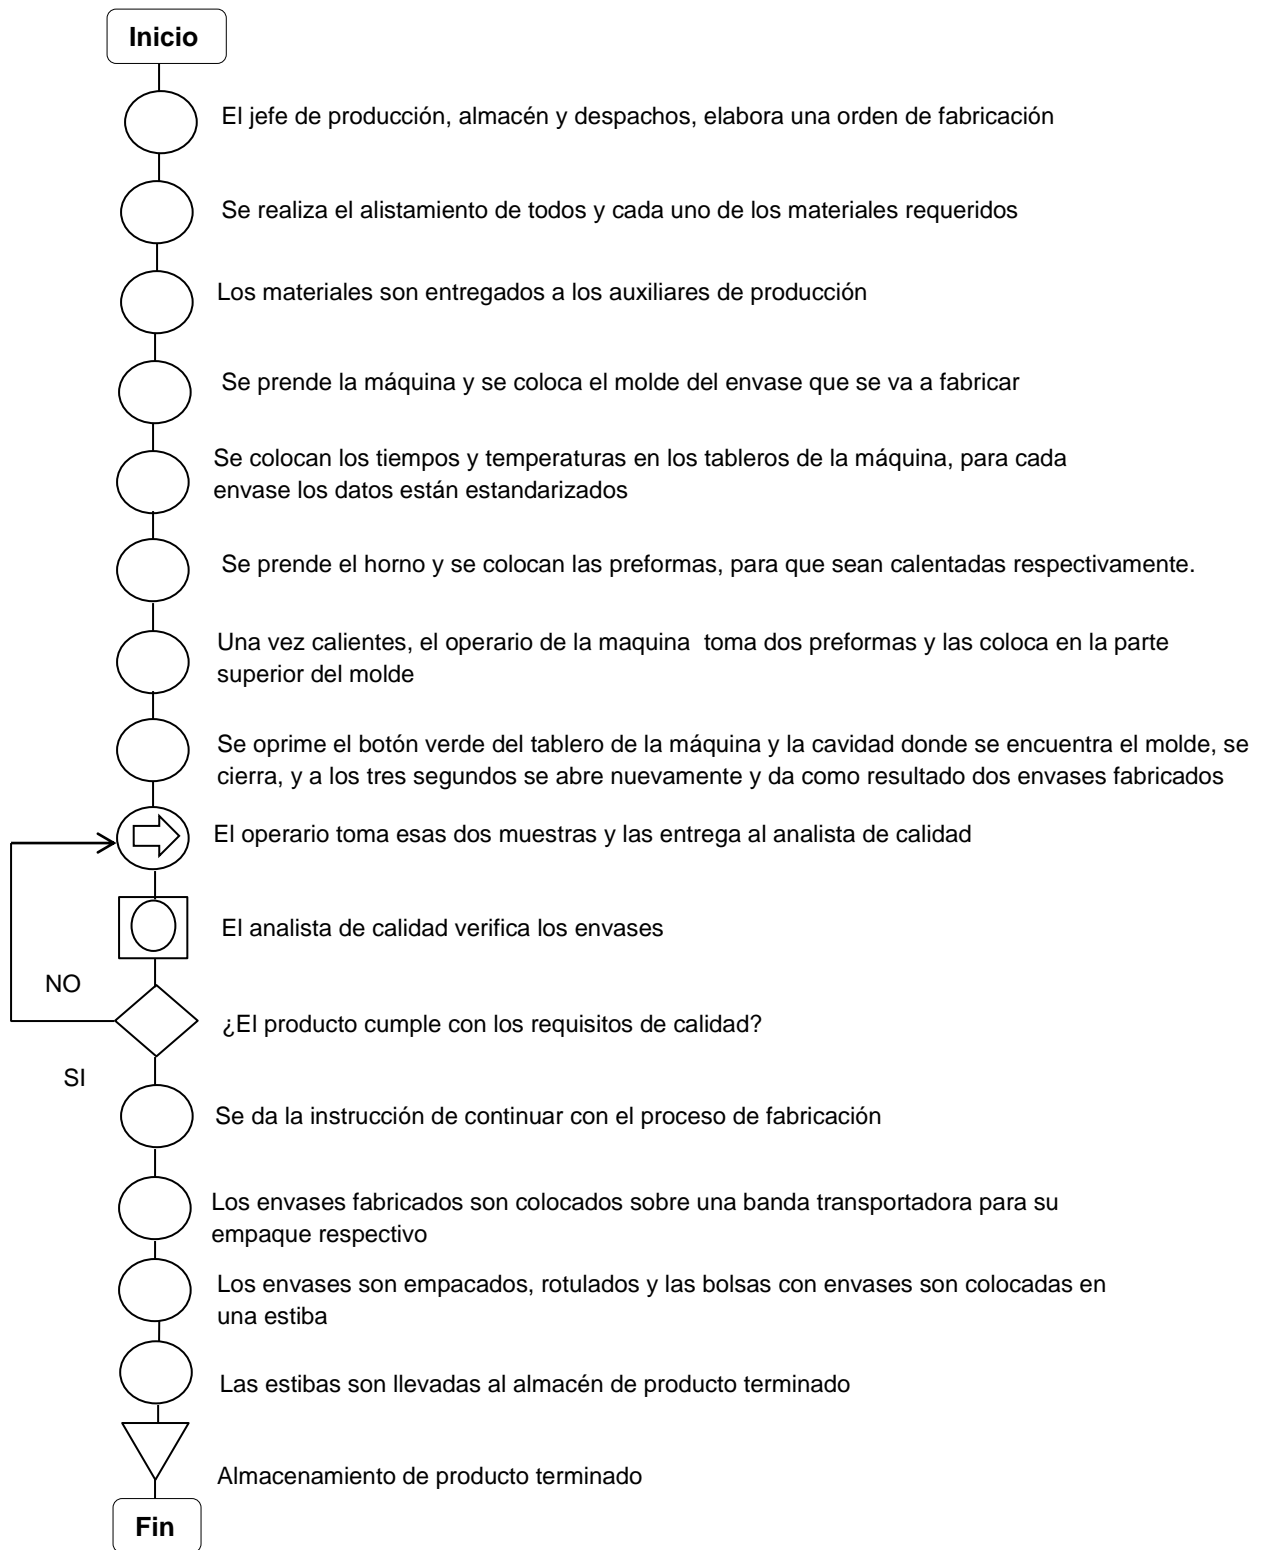 Inicio
El jefe de producción, almacén y despachos, elabora una orden de fabricación
Se realiza el alistamiento de todos y cada uno de los materiales requeridos
Los materiales son entregados a los auxiliares de producción
Se prende la máquina y se coloca el molde del envase que se va a fabricar
Se colocan los tiempos y temperaturas en los tableros de la máquina, para cada
envase los datos están estandarizados
Se prende el horno y se colocan las preformas, para que sean calentadas respectivamente.
Una vez calientes, el operario de la maquina  toma dos preformas y las coloca en la parte
superior del molde
Se oprime el botón verde del tablero de la máquina y la cavidad donde se encuentra el molde, se
cierra, y a los tres segundos se abre nuevamente y da como resultado dos envases fabricados
El operario toma esas dos muestras y las entrega al analista de calidad
El analista de calidad verifica los envases
NO
¿El producto cumple con los requisitos de calidad?
SI
Se da la instrucción de continuar con el proceso de fabricación
Los envases fabricados son colocados sobre una banda transportadora para su
empaque respectivo
Los envases son empacados, rotulados y las bolsas con envases son colocadas en
una estiba
Las estibas son llevadas al almacén de producto terminado
Almacenamiento de producto terminado
Fin